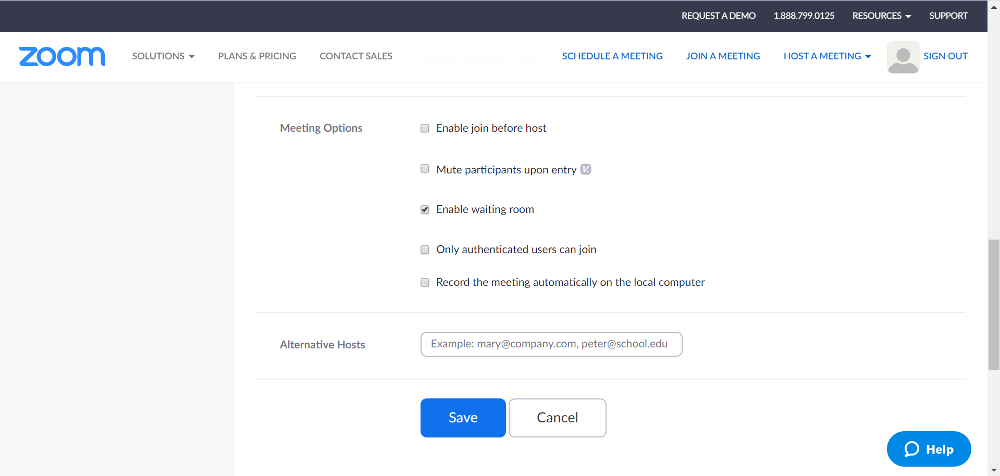 REQUEST A DEMO 1.888.799.0125 RESOURCES SUPPORT
zoom SOLUTIONS PLANS & PRICING CONTACT SALES Dial from Denmark Edit SCHEDULE A MEETING JOIN A MEETING HOST A MEETING SIGN OUT
Meeting Options Enable join before host
Mute participants upon entry V.
Enable waiting room
Only authenticated users can join
Record the meeting automatically on the local computer
Alternative Hosts Example: mary@company.com, peter@school.edu
Save Cancel
Help